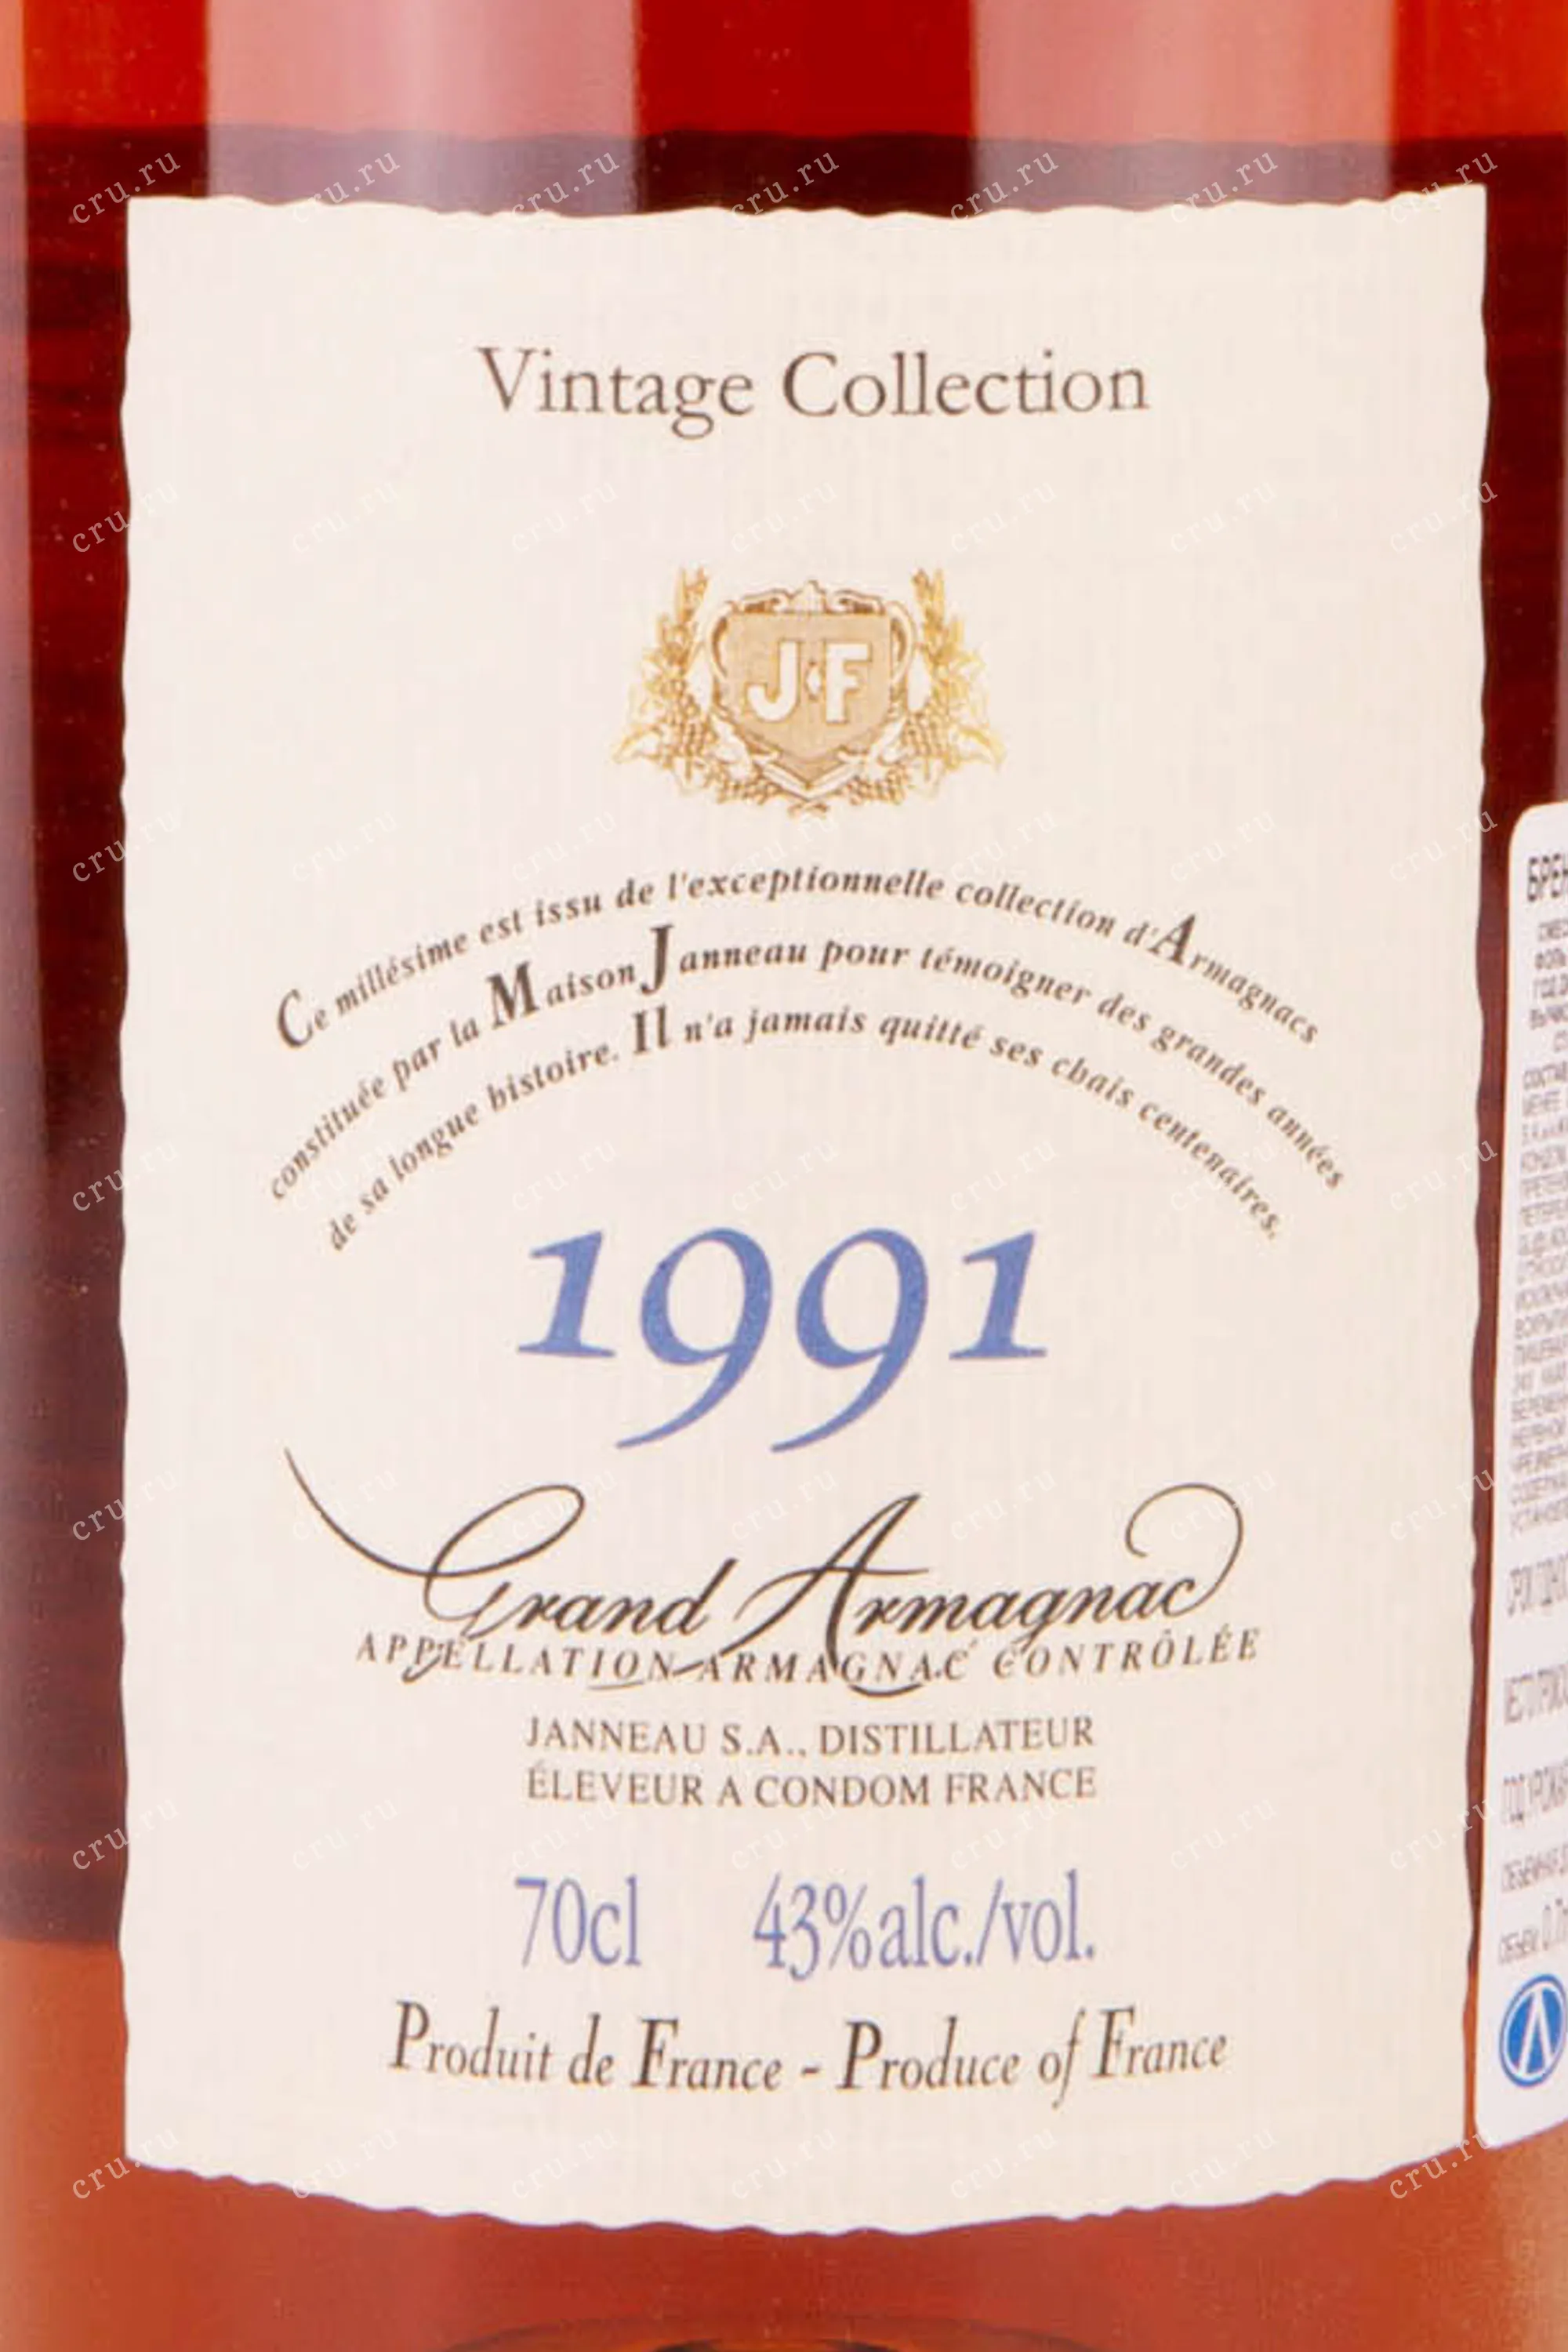 Vintage Collection
J·F
Ce millésime est issu de l'exceptionnelle collection d'Armagnacs
constituée par la Maison Janneau pour témoigner des grandes années
de sa longue histoire. Il n'a jamais quitté ses chais centenaires.
1991
Grand Armagnac
APPELLATION ARMAGNAC CONTRÔLÉE
JANNEAU S.A., DISTILLATEUR
ÉLEVEUR A CONDOM FRANCE
70cl 43%alc./vol.
Produit de France - Produce of France
cru.ru